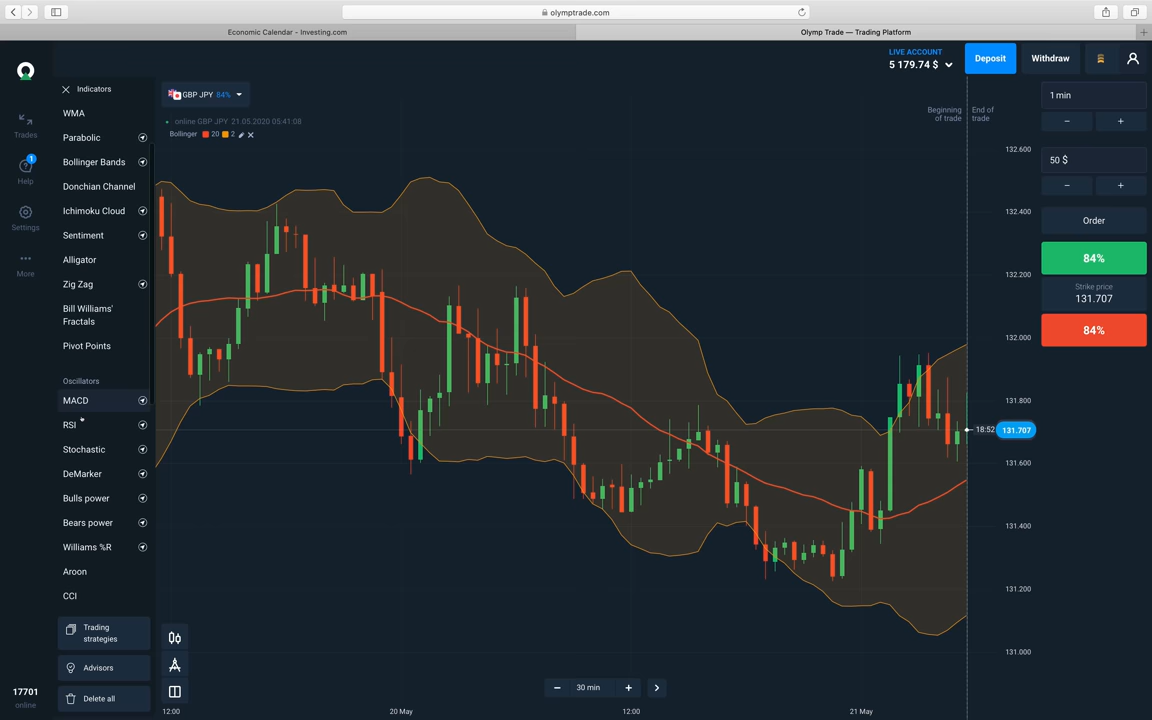 olymptrade.com
Economic Calendar - Investing.com
Olymp Trade — Trading Platform
LIVE ACCOUNT
5 179.74 $
Deposit
Withdraw
Trades
1
Help
Settings
More
17701
online
Indicators
WMA
Parabolic
Bollinger Bands
Donchian Channel
Ichimoku Cloud
Sentiment
Alligator
Zig Zag
Bill Williams'
Fractals
Pivot Points
Oscillators
MACD
RSI
Stochastic
DeMarker
Bulls power
Bears power
Williams %R
Aroon
CCI
Trading
strategies
Advisors
Delete all
GBP JPY 84%
online GBP JPY 21.05.2020 05:41:08
Bollinger 20 2
Beginning
of trade
End of
trade
132.600
132.400
132.200
132.000
131.800
18:52
131.707
131.600
131.400
131.200
131.000
30 min
12:00
20 May
12:00
21 May
1 min
50 $
Order
84%
Strike price
131.707
84%